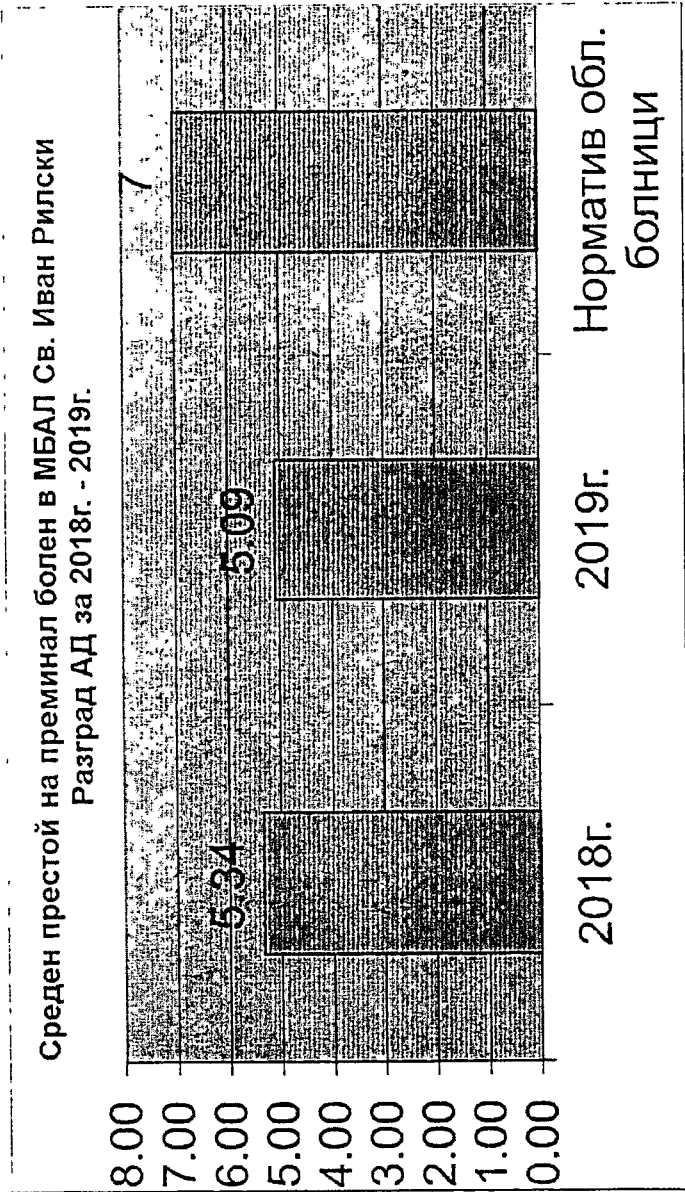 Среден престой на преминал болен в МБАЛ Св. Иван Рилски
Разград АД за 2018г. - 2019г.
8.00
7.00
6.00
5.00
4.00
3.00
2.00
1.00
0.00
5.34
5.09
7
2018г.
2019г.
Норматив обл.
болници